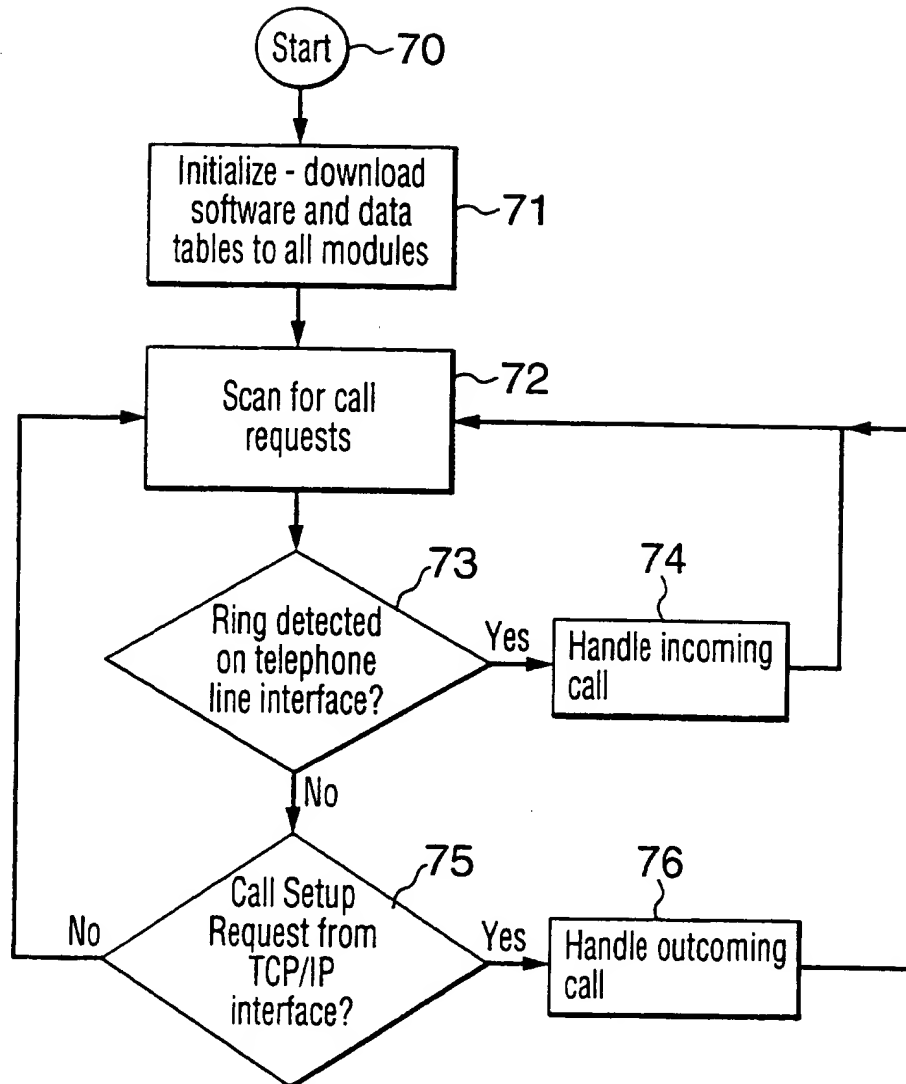 Start
70
Initialize - download
software and data
tables to all modules
71
Scan for call
requests
72
Ring detected
on telephone
line interface?
73
Yes
Handle incoming
call
74
No
Call Setup
Request from
TCP/IP
interface?
75
No
Yes
Handle outcoming
call
76